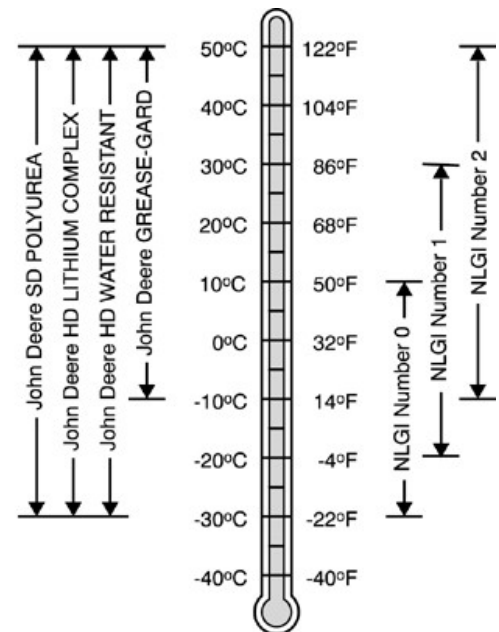 John Deere SD POLYUREA
John Deere HD LITHIUM COMPLEX
John Deere HD WATER RESISTANT
John Deere GREASE-GARD
50ºC 122ºF
40ºC 104ºF
30ºC 86ºF
20ºC 68ºF
10ºC 50ºF
0ºC 32ºF
-10ºC 14ºF
-20ºC -4ºF
-30ºC -22ºF
-40ºC -40ºF
NLGI Number 0
NLGI Number 1
NLGI Number 2